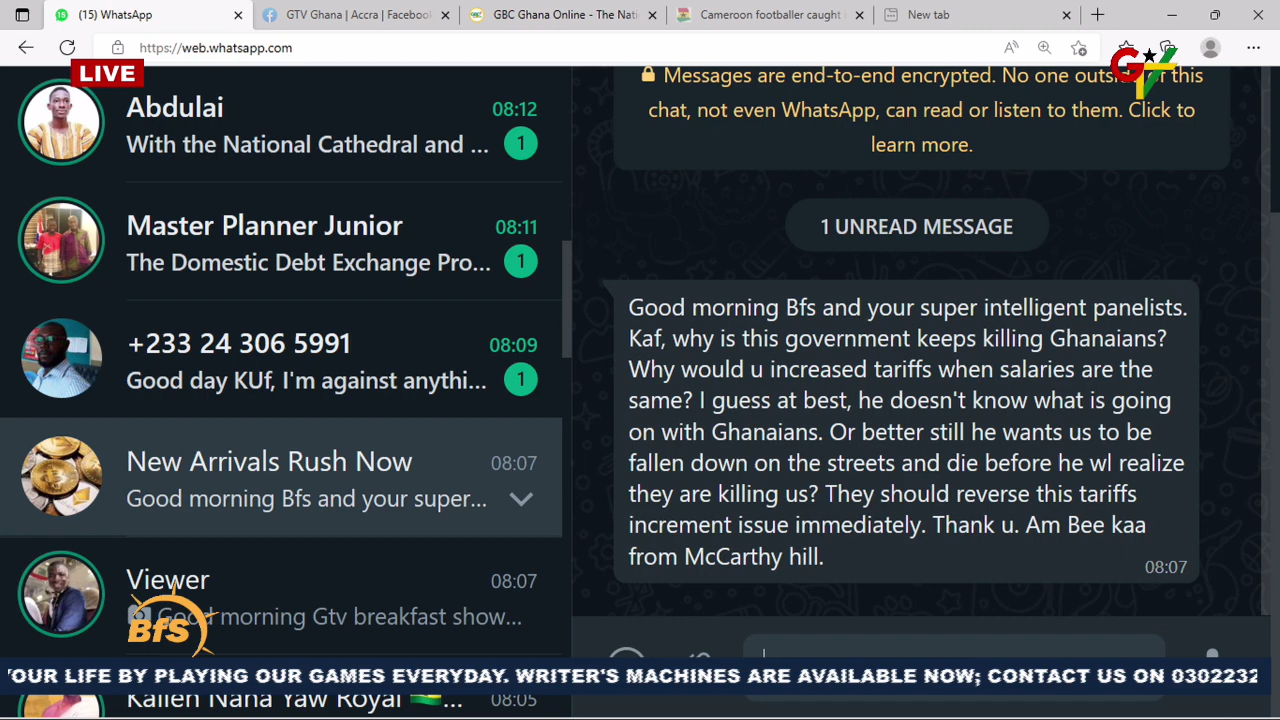 (15) WhatsApp
GTV Ghana | Accra | Facebook
GBC Ghana Online - The Nati
Cameroon footballer caught
New tab
https://web.whatsapp.com
LIVE
GTV
Abdulai
08:12
With the National Cathedral and ...
1
Master Planner Junior
08:11
The Domestic Debt Exchange Pro...
1
+233 24 306 5991
08:09
Good day KUf, I'm against anythi...
1
New Arrivals Rush Now
08:07
Good morning Bfs and your super...
Viewer
08:07
Good morning Gtv breakfast show...
BfS
Kallen Nana Yaw Royal ...
08:05
Messages are end-to-end encrypted. No one outside of this
chat, not even WhatsApp, can read or listen to them. Click to
learn more.
1 UNREAD MESSAGE
Good morning Bfs and your super intelligent panelists.
Kaf, why is this government keeps killing Ghanaians?
Why would u increased tariffs when salaries are the
same? I guess at best, he doesn't know what is going
on with Ghanaians. Or better still he wants us to be
fallen down on the streets and die before he wl realize
they are killing us? They should reverse this tariffs
increment issue immediately. Thank u. Am Bee kaa
from McCarthy hill.
08:07
YOUR LIFE BY PLAYING OUR GAMES EVERYDAY. WRITER'S MACHINES ARE AVAILABLE NOW; CONTACT US ON 0302232